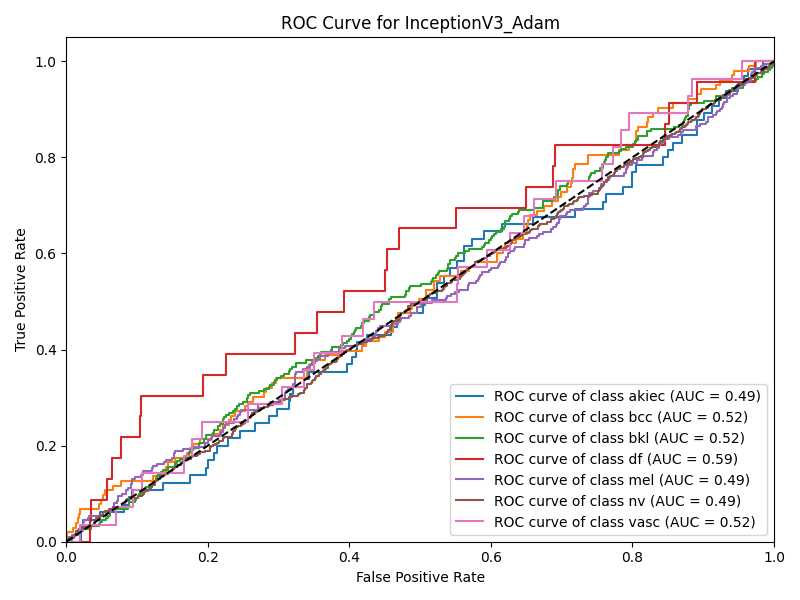 ROC Curve for InceptionV3_Adam
True Positive Rate
1.0
0.8
0.6
0.4
0.2
0.0
ROC curve of class akiec (AUC = 0.49)
ROC curve of class bcc (AUC = 0.52)
ROC curve of class bkl (AUC = 0.52)
ROC curve of class df (AUC = 0.59)
ROC curve of class mel (AUC = 0.49)
ROC curve of class nv (AUC = 0.49)
ROC curve of class vasc (AUC = 0.52)
0.0 0.2 0.4 0.6 0.8 1.0
False Positive Rate